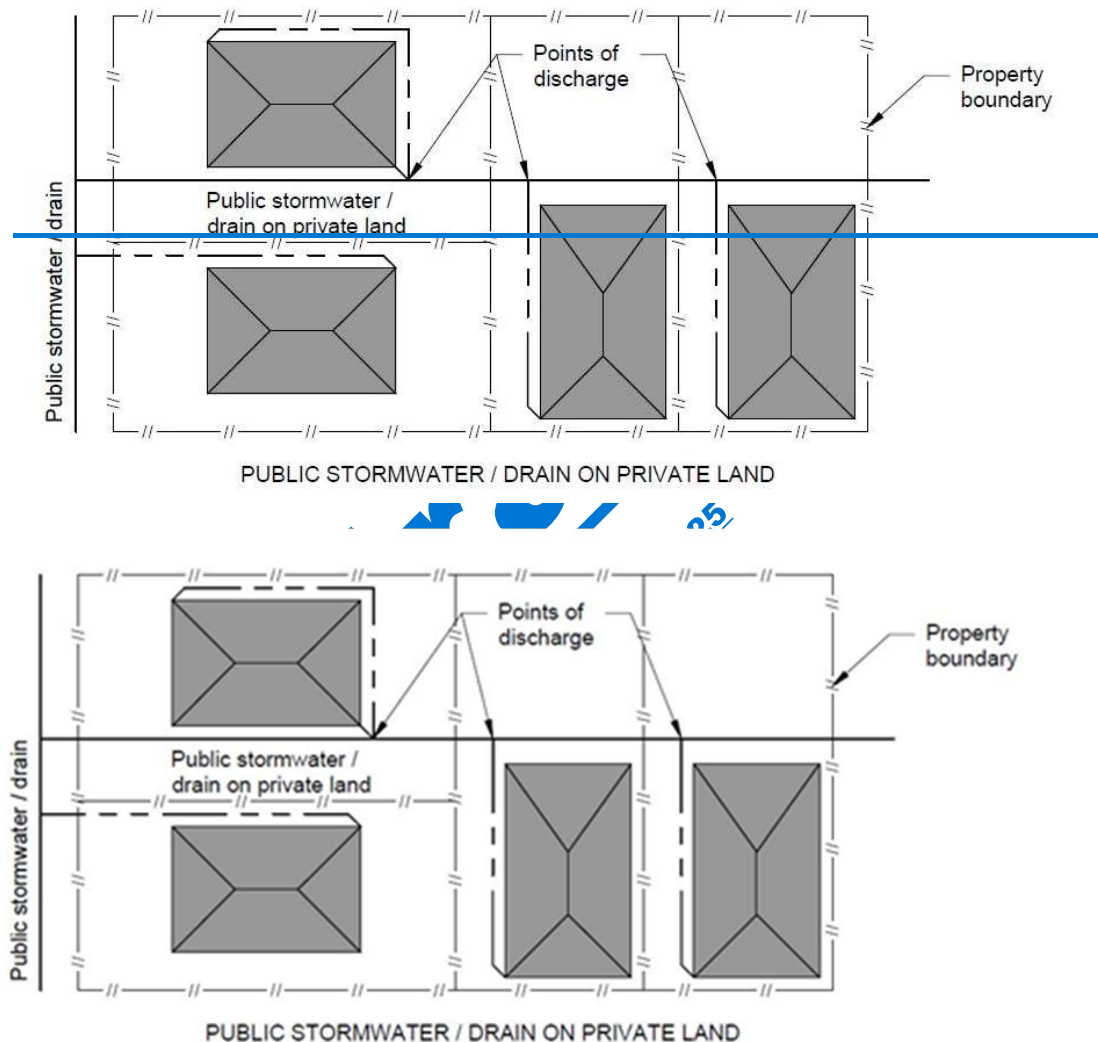 Points of
discharge
Property
boundary
Public stormwater /
drain on private land
Public stormwater / drain
PUBLIC STORMWATER / DRAIN ON PRIVATE LAND
25
Points of
discharge
Property
boundary
Public stormwater /
drain on private land
Public stormwater / drain
PUBLIC STORMWATER / DRAIN ON PRIVATE LAND